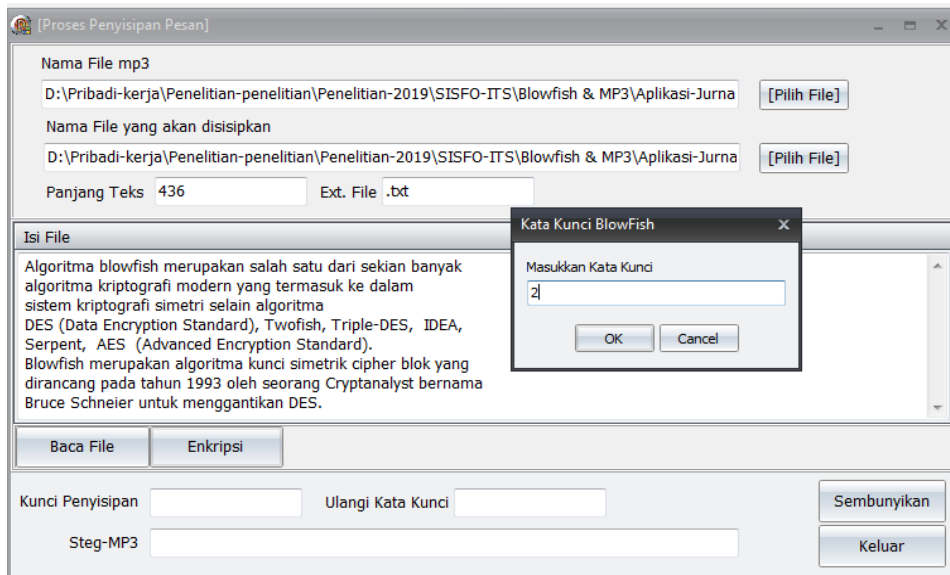 [Proses Penyisipan Pesan]
Nama File mp3
D:\Pribadi-kerja\Penelitian-penelitian\Penelitian-2019\SISFO-ITS\Blowfish & MP3\Aplikasi-Jurna
[Pilih File]
Nama File yang akan disisipkan
D:\Pribadi-kerja\Penelitian-penelitian\Penelitian-2019\SISFO-ITS\Blowfish & MP3\Aplikasi-Jurna
[Pilih File]
Panjang Teks 436 Ext. File .txt
Kata Kunci BlowFish x
Masukkan Kata Kunci
2
OK Cancel
Isi File
Algoritma blowfish merupakan salah satu dari sekian banyak
algoritma kriptografi modern yang termasuk ke dalam
sistem kriptografi simetri selain algoritma
DES (Data Encryption Standard), Twofish, Triple-DES, IDEA,
Serpent, AES (Advanced Encryption Standard).
Blowfish merupakan algoritma kunci simetrik cipher blok yang
dirancang pada tahun 1993 oleh seorang Cryptanalyst bernama
Bruce Schneier untuk menggantikan DES.
Baca File Enkripsi
Kunci Penyisipan Ulangi Kata Kunci Sembunyikan
Steg-MP3 Keluar